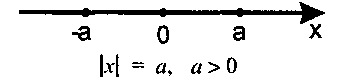 -a 0 a x
|x| = a, a > 0